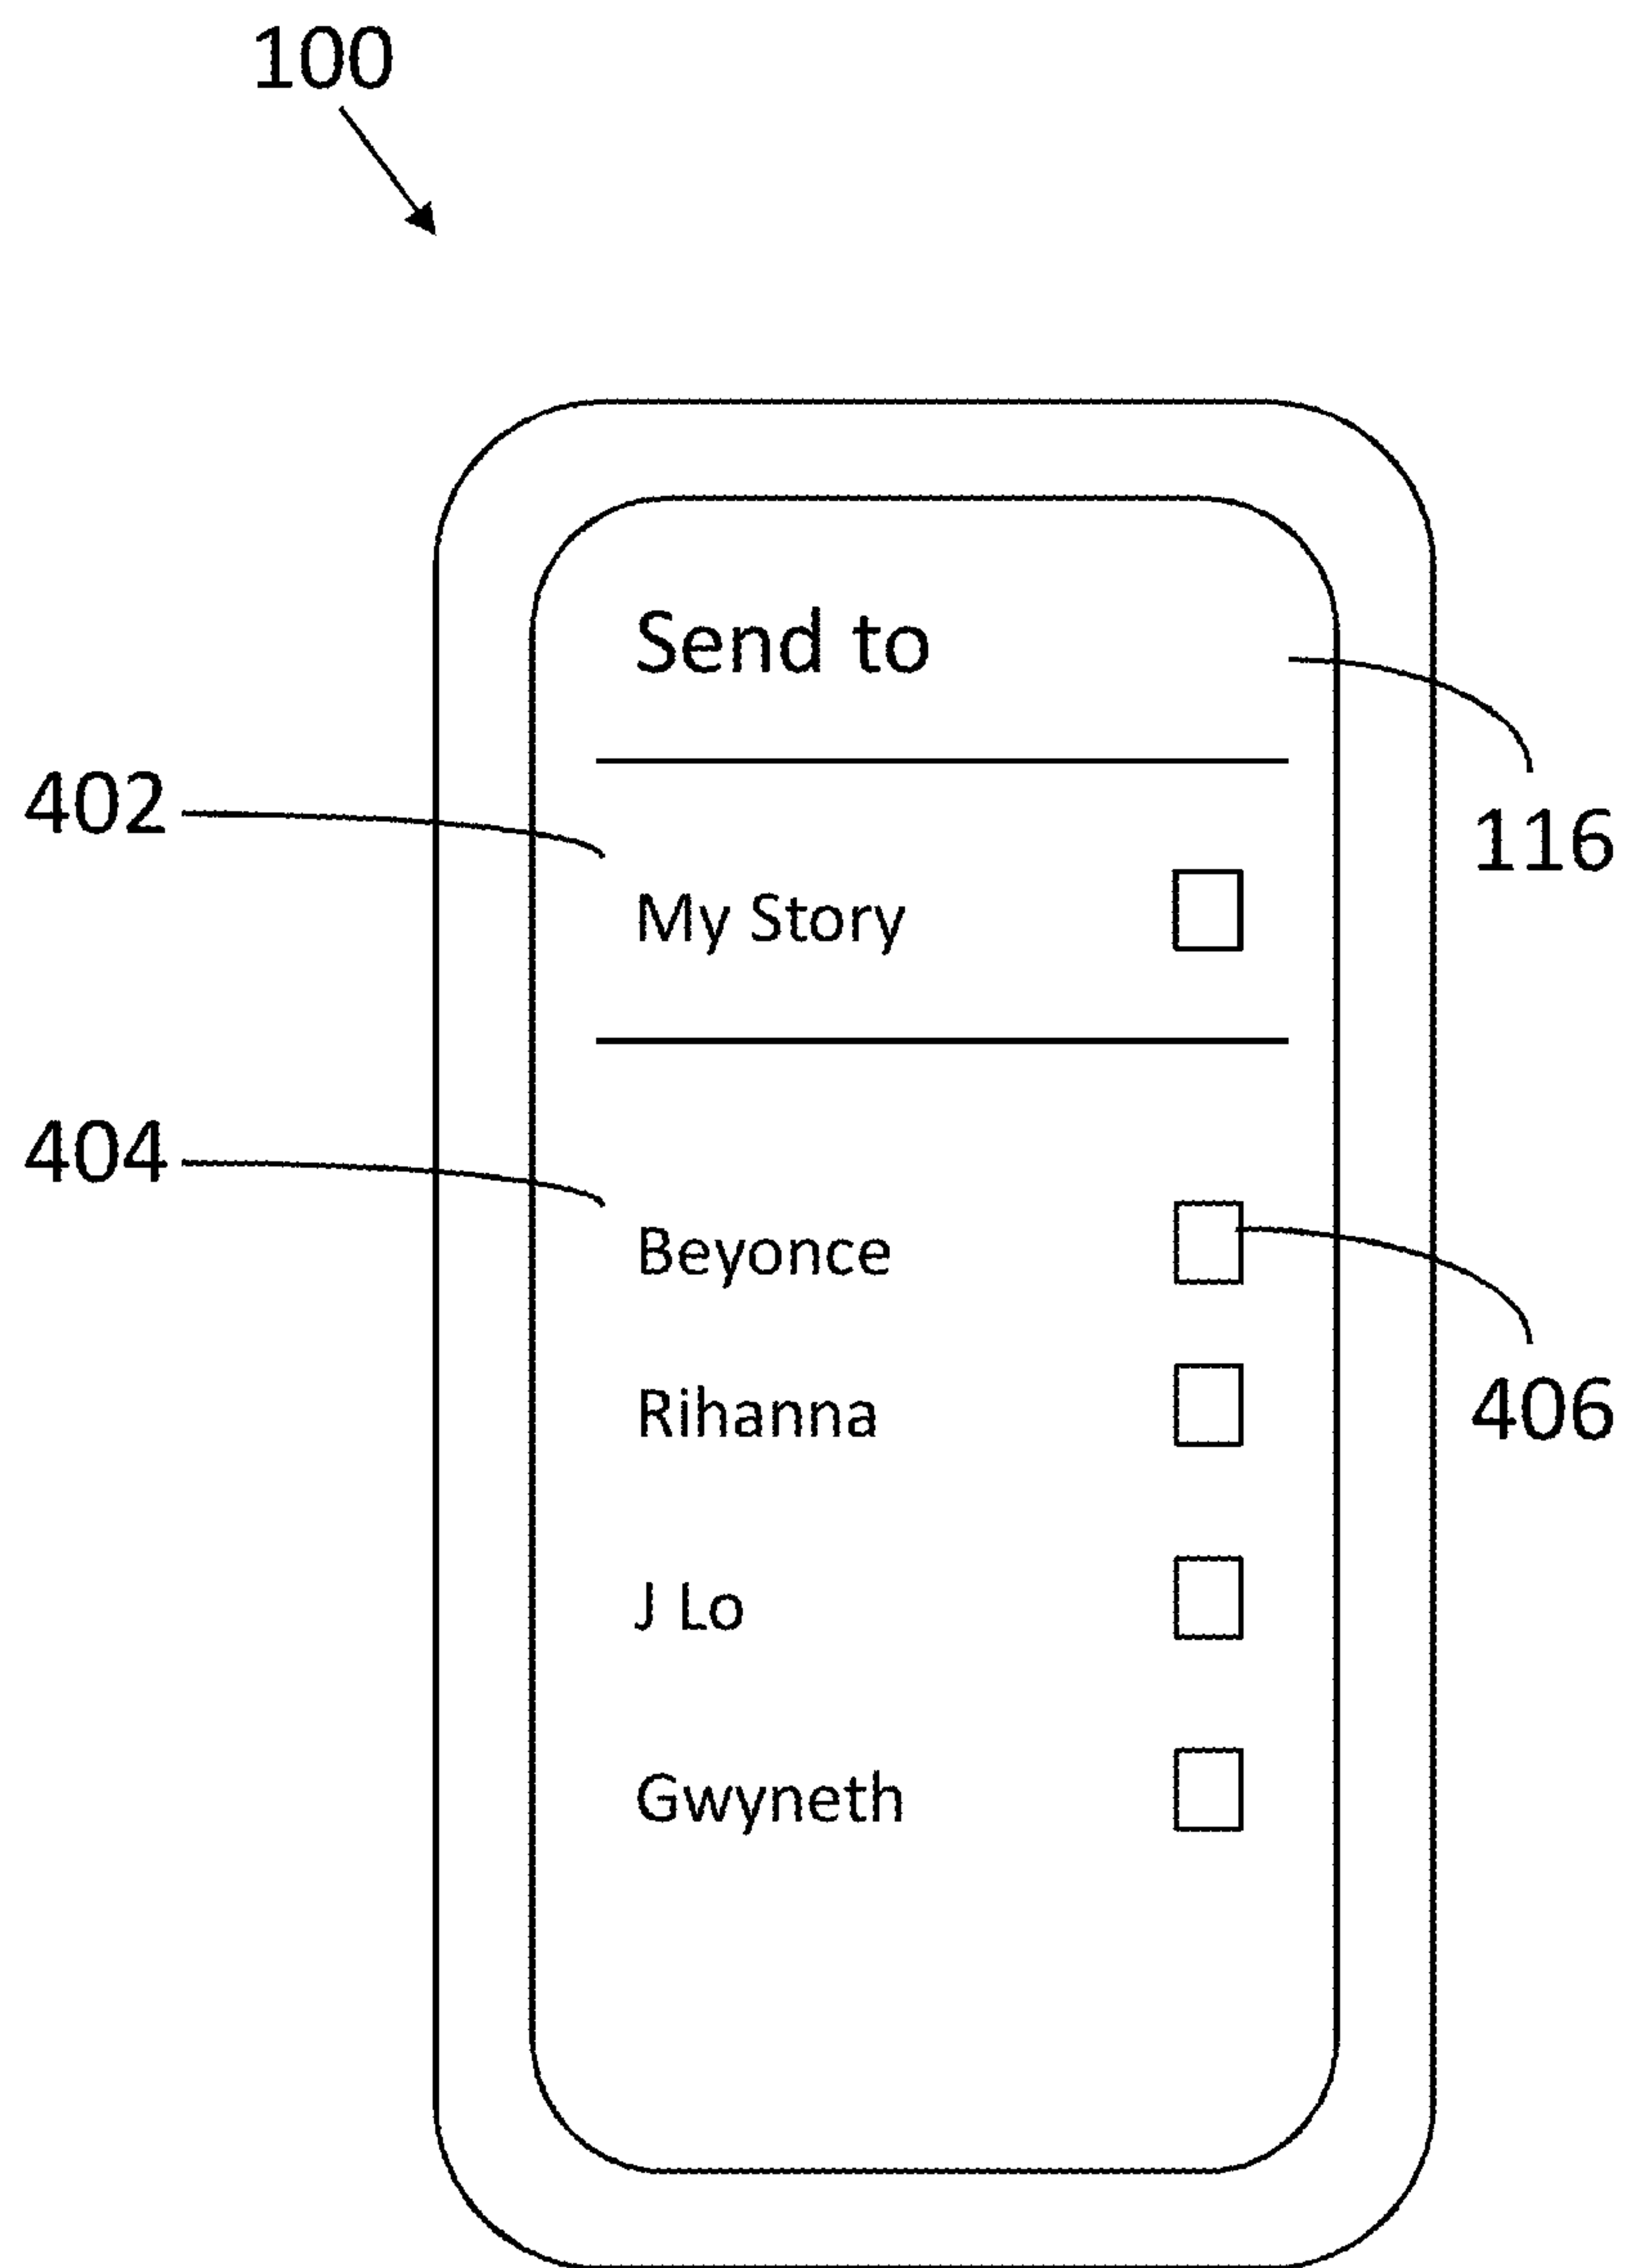 100
Send to
116
402
My Story
404
Beyonce
406
Rihanna
J Lo
Gwyneth